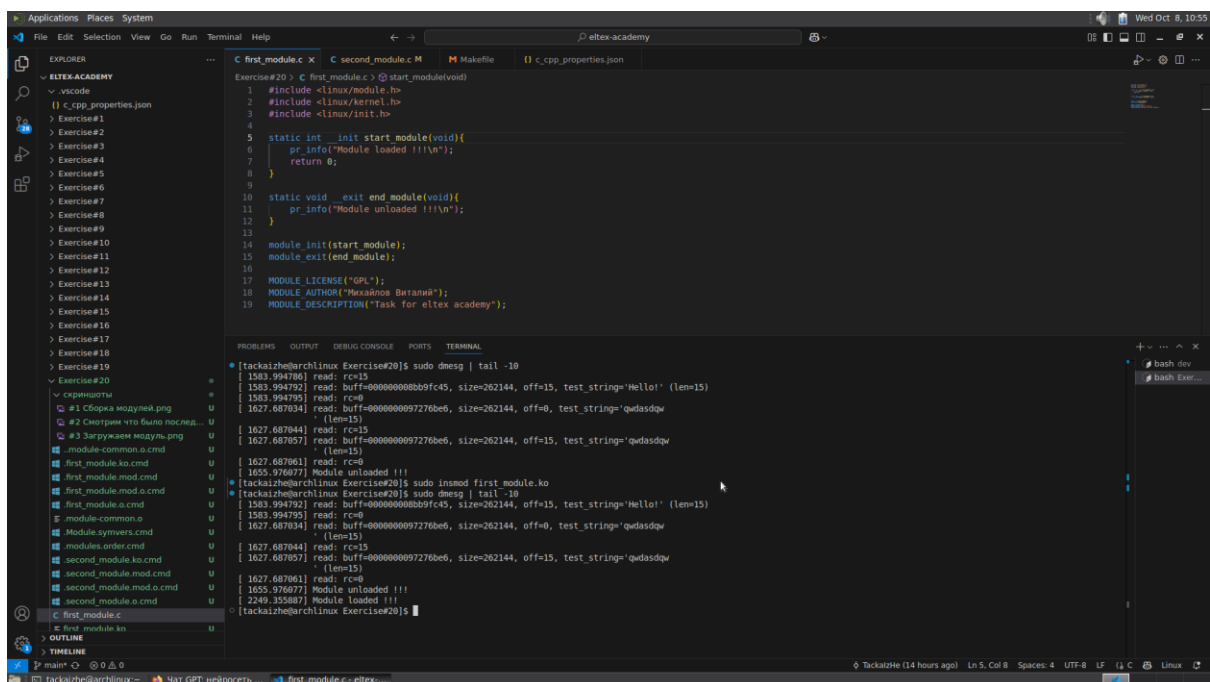 Applications Places System
Wed Oct 8, 10:55
File Edit Selection View Go Run Terminal Help
eltex-academy
EXPLORER
ELTEX-ACADEMY
.vscode
{} c_cpp_properties.json
> Exercise#1
> Exercise#2
> Exercise#3
> Exercise#4
> Exercise#5
> Exercise#6
> Exercise#7
> Exercise#8
> Exercise#9
> Exercise#10
> Exercise#11
> Exercise#12
> Exercise#13
> Exercise#14
> Exercise#15
> Exercise#16
> Exercise#17
> Exercise#18
> Exercise#19
Exercise#20
скриншоты
#1 Сборка модулей.png U
#2 Смотрим что было послед... U
#3 Загружаем модуль.png U
..module-common.o.cmd U
.first_module.ko.cmd U
.first_module.mod.cmd U
.first_module.mod.o.cmd U
.first_module.o.cmd U
.module-common.o U
.Module.symvers.cmd U
.modules.order.cmd U
.second_module.ko.cmd U
.second_module.mod.cmd U
.second_module.mod.o.cmd U
.second_module.o.cmd U
C first_module.c
first_module.ko U
> OUTLINE
> TIMELINE
28
1
C first_module.c × C second_module.c M M Makefile {} c_cpp_properties.json
Exercise#20 > C first_module.c > start_module(void)
1 #include <linux/module.h>
2 #include <linux/kernel.h>
3 #include <linux/init.h>
4
5 static int __init start_module(void){
6 pr_info("Module loaded !!!\n");
7 return 0;
8 }
9
10 static void __exit end_module(void){
11 pr_info("Module unloaded !!!\n");
12 }
13
14 module_init(start_module);
15 module_exit(end_module);
16
17 MODULE_LICENSE("GPL");
18 MODULE_AUTHOR("Михайлов Виталий");
19 MODULE_DESCRIPTION("Task for eltex academy");
PROBLEMS OUTPUT DEBUG CONSOLE PORTS TERMINAL
[tackaizhe@archlinux Exercise#20]$ sudo dmesg | tail -10
[ 1583.994786] read: rc=15
[ 1583.994792] read: buff=000000008bb9fc45, size=262144, off=15, test_string='Hello!' (len=15)
[ 1583.994795] read: rc=0
[ 1627.687034] read: buff=0000000097276be6, size=262144, off=0, test_string='qwdasdqw
' (len=15)
[ 1627.687044] read: rc=15
[ 1627.687057] read: buff=0000000097276be6, size=262144, off=15, test_string='qwdasdqw
' (len=15)
[ 1627.687061] read: rc=0
[ 1655.976077] Module unloaded !!!
[tackaizhe@archlinux Exercise#20]$ sudo insmod first_module.ko
[tackaizhe@archlinux Exercise#20]$ sudo dmesg | tail -10
[ 1583.994792] read: buff=000000008bb9fc45, size=262144, off=15, test_string='Hello!' (len=15)
[ 1583.994795] read: rc=0
[ 1627.687034] read: buff=0000000097276be6, size=262144, off=0, test_string='qwdasdqw
' (len=15)
[ 1627.687044] read: rc=15
[ 1627.687057] read: buff=0000000097276be6, size=262144, off=15, test_string='qwdasdqw
' (len=15)
[ 1627.687061] read: rc=0
[ 1655.976077] Module unloaded !!!
[ 2249.355887] Module loaded !!!
[tackaizhe@archlinux Exercise#20]$
bash dev
bash Exer...
main* 0 0
TackaIzHe (14 hours ago) Ln 5, Col 8 Spaces: 4 UTF-8 LF {} C Linux
tackaizhe@archlinux:~ Чат GPT: нейросеть ... first_module.c - eltex-...